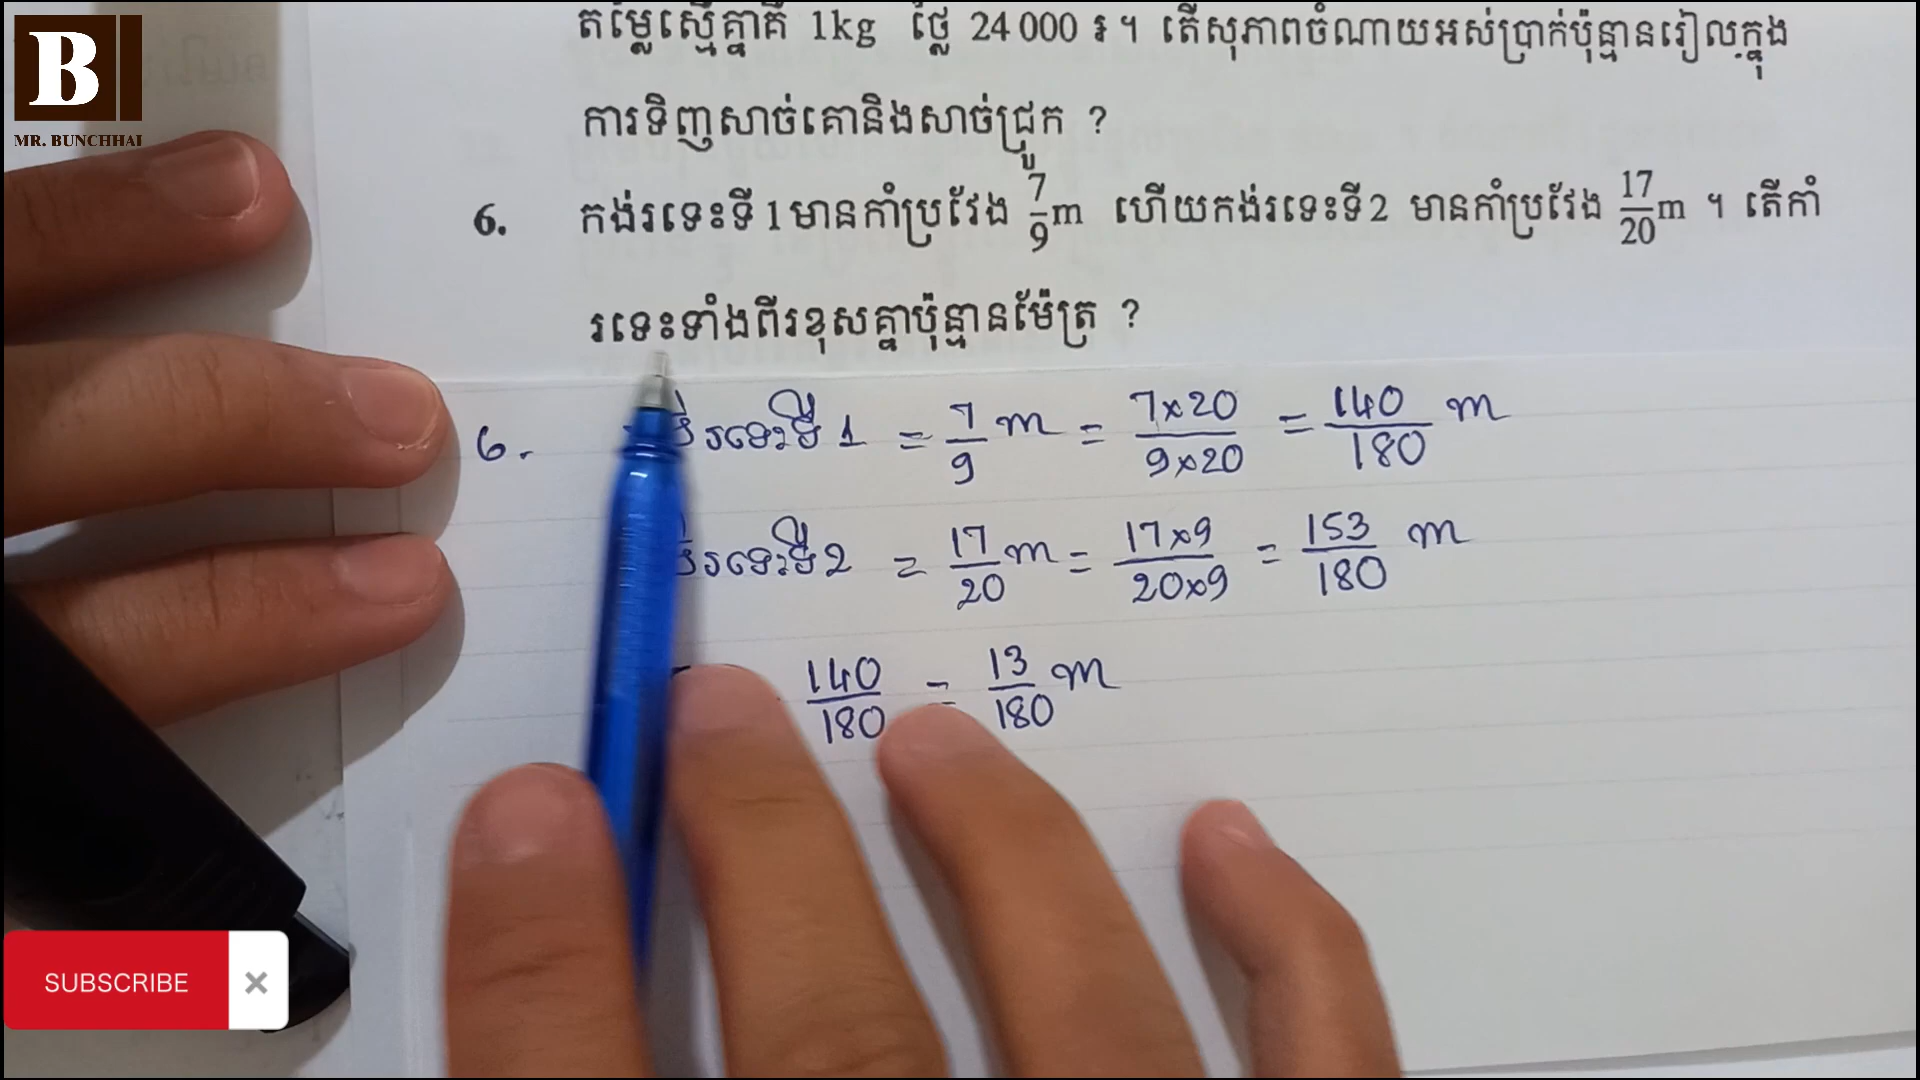 B
MR. BUNCHHAI
តម្លៃស្មើគ្នាគឺ 1kg ថ្លៃ 24 000 ៛ ។ តើសុភាពចំណាយអស់ប្រាក់ប៉ុន្មានរៀលក្នុង
ការទិញសាច់គោនិងសាច់ជ្រូក ?
6. កង់រទេះទី 1 មានកាំប្រវែង 7/9 m ហើយកង់រទេះទី 2 មានកាំប្រវែង 17/20 m ។ តើកាំ
រទេះទាំងពីរខុសគ្នាប៉ុន្មានម៉ែត្រ ?
6. រទេះទី 1 = 7/9 m = 7×20/9×20 = 140/180 m
រទេះទី 2 = 17/20 m = 17×9/20×9 = 153/180 m
140/180 = 13/180 m
SUBSCRIBE ×